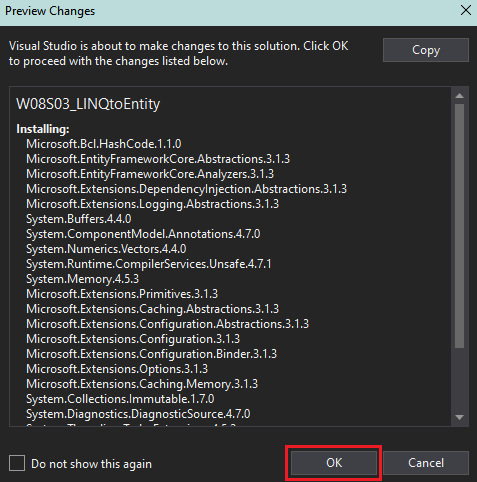 Preview Changes
Visual Studio is about to make changes to this solution. Click OK
to proceed with the changes listed below.
Copy
W08S03_LINQtoEntity
Installing:
Microsoft.Bcl.HashCode.1.1.0
Microsoft.EntityFrameworkCore.Abstractions.3.1.3
Microsoft.EntityFrameworkCore.Analyzers.3.1.3
Microsoft.Extensions.DependencyInjection.Abstractions.3.1.3
Microsoft.Extensions.Logging.Abstractions.3.1.3
System.Buffers.4.4.0
System.ComponentModel.Annotations.4.7.0
System.Numerics.Vectors.4.4.0
System.Runtime.CompilerServices.Unsafe.4.7.1
System.Memory.4.5.3
Microsoft.Extensions.Primitives.3.1.3
Microsoft.Extensions.Caching.Abstractions.3.1.3
Microsoft.Extensions.Configuration.Abstractions.3.1.3
Microsoft.Extensions.Configuration.3.1.3
Microsoft.Extensions.Configuration.Binder.3.1.3
Microsoft.Extensions.Options.3.1.3
Microsoft.Extensions.Caching.Memory.3.1.3
System.Collections.Immutable.1.7.0
System.Diagnostics.DiagnosticSource.4.7.0
Do not show this again
OK
Cancel